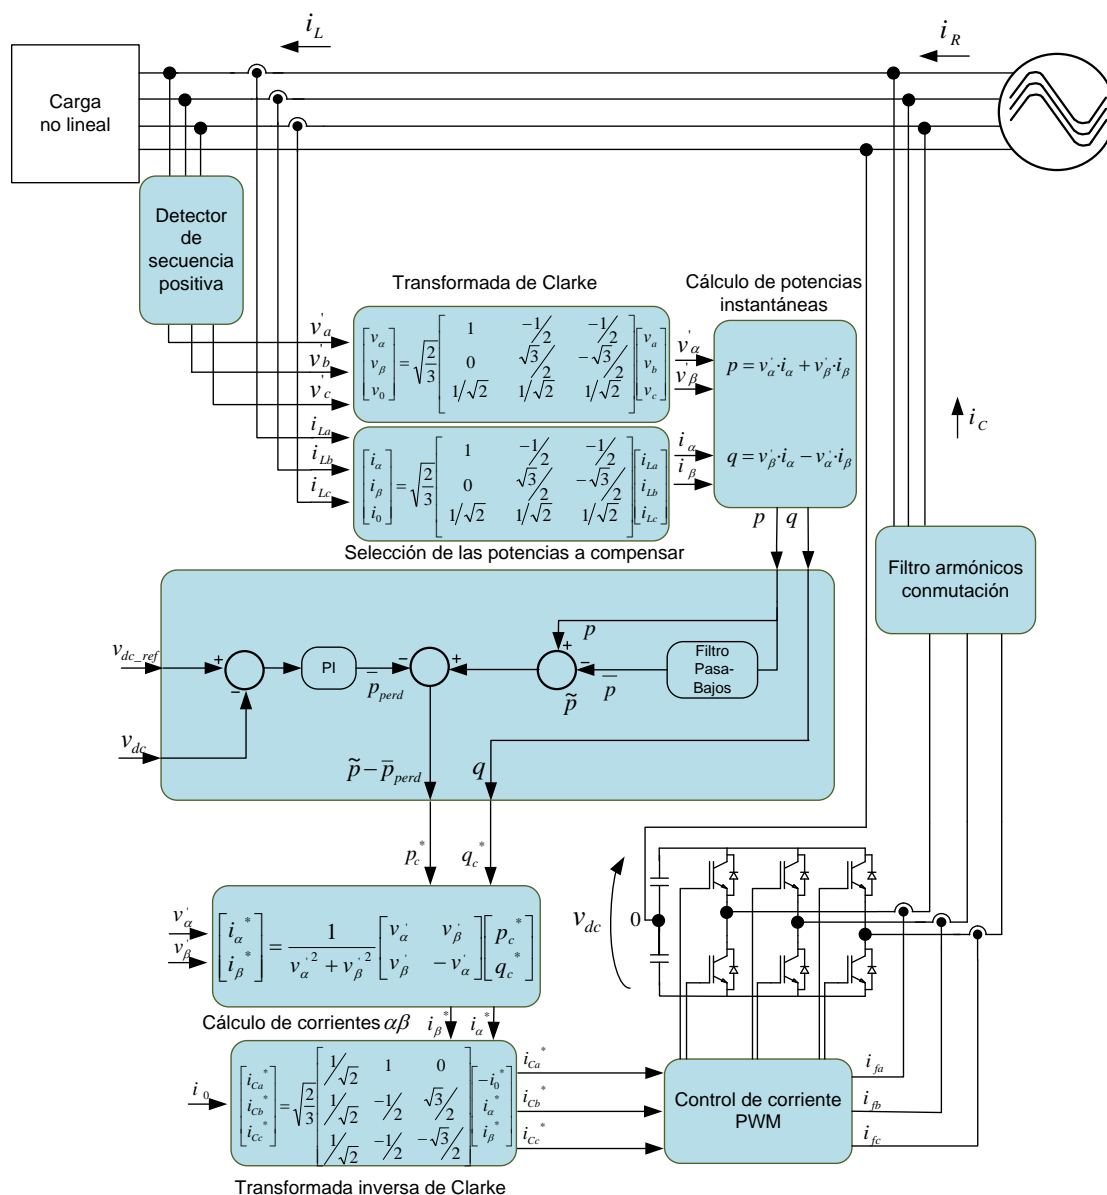 i_L
i_R
Carga
no lineal
Detector
de
secuencia
positiva
Transformada de Clarke
Cálculo de potencias
instantáneas
v'_a
v'_b
v'_c
[v_α v_β v_0] = √(2/3) [1 -1/2 -1/2; 0 √3/2 -√3/2; 1/√2 1/√2 1/√2] [v_a v_b v_c]
v'_α
v'_β
p = v'_α·i_α + v'_β·i_β
q = v'_β·i_α − v'_α·i_β
i_C
i_La
i_Lb
i_Lc
[i_α i_β i_0] = √(2/3) [1 -1/2 -1/2; 0 √3/2 -√3/2; 1/√2 1/√2 1/√2] [i_La i_Lb i_Lc]
i_α
i_β
p q
Selección de las potencias a compensar
Filtro armónicos
conmutación
v_dc_ref
+
−
PI
p̄_perd
−
+
p
+
−
p̃
p̄
Filtro
Pasa-
Bajos
v_dc
p̃ − p̄_perd
q
p_c*
q_c*
v'_α
v'_β
[i_α* i_β*] = 1/(v'_α² + v'_β²) [v'_α v'_β; v'_β −v'_α] [p_c* q_c*]
v_dc
0
Cálculo de corrientes αβ
i_β*
i_α*
i_0
[i_Ca* i_Cb* i_Cc*] = √(2/3) [1/√2 1 0; 1/√2 -1/2 √3/2; 1/√2 -1/2 -√3/2] [−i_0* i_α* i_β*]
i_Ca*
i_Cb*
i_Cc*
Control de corriente
PWM
i_fa
i_fb
i_fc
Transformada inversa de Clarke